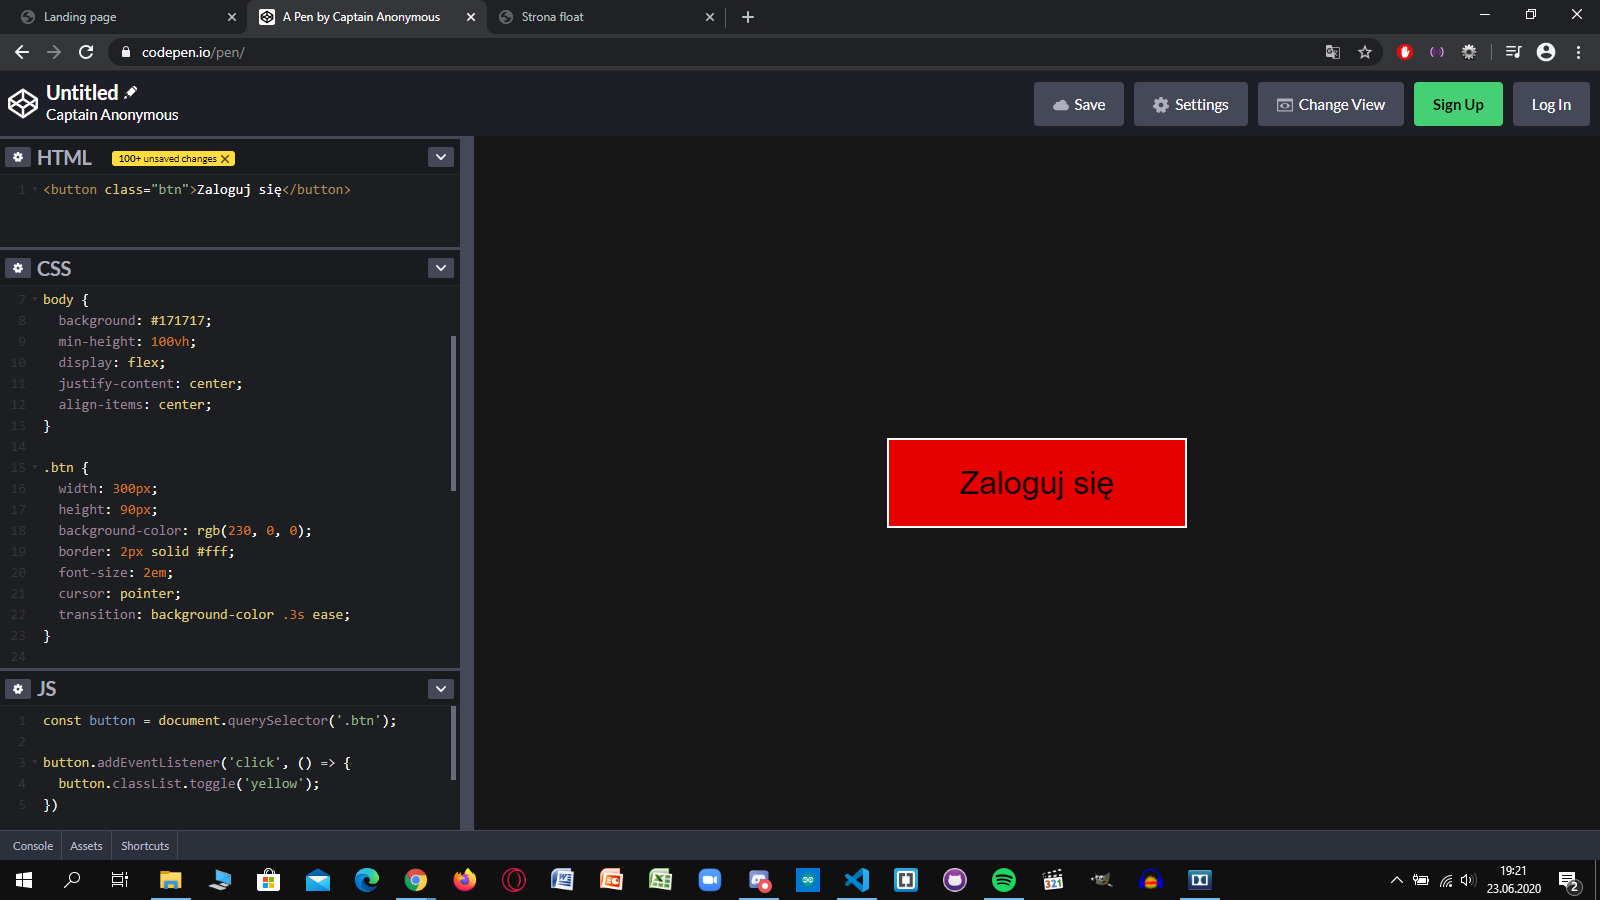 Landing page
A Pen by Captain Anonymous
Strona float
codepen.io/pen/
Untitled
Captain Anonymous
Save
Settings
Change View
Sign Up
Log In
HTML
100+ unsaved changes
1 <button class="btn">Zaloguj się</button>
CSS
7 body {
8 background: #171717;
9 min-height: 100vh;
10 display: flex;
11 justify-content: center;
12 align-items: center;
13 }
14
15 .btn {
16 width: 300px;
17 height: 90px;
18 background-color: rgb(230, 0, 0);
19 border: 2px solid #fff;
20 font-size: 2em;
21 cursor: pointer;
22 transition: background-color .3s ease;
23 }
24
Zaloguj się
JS
1 const button = document.querySelector('.btn');
2
3 button.addEventListener('click', () => {
4 button.classList.toggle('yellow');
5 })
Console
Assets
Shortcuts
321
19:21
23.06.2020
2